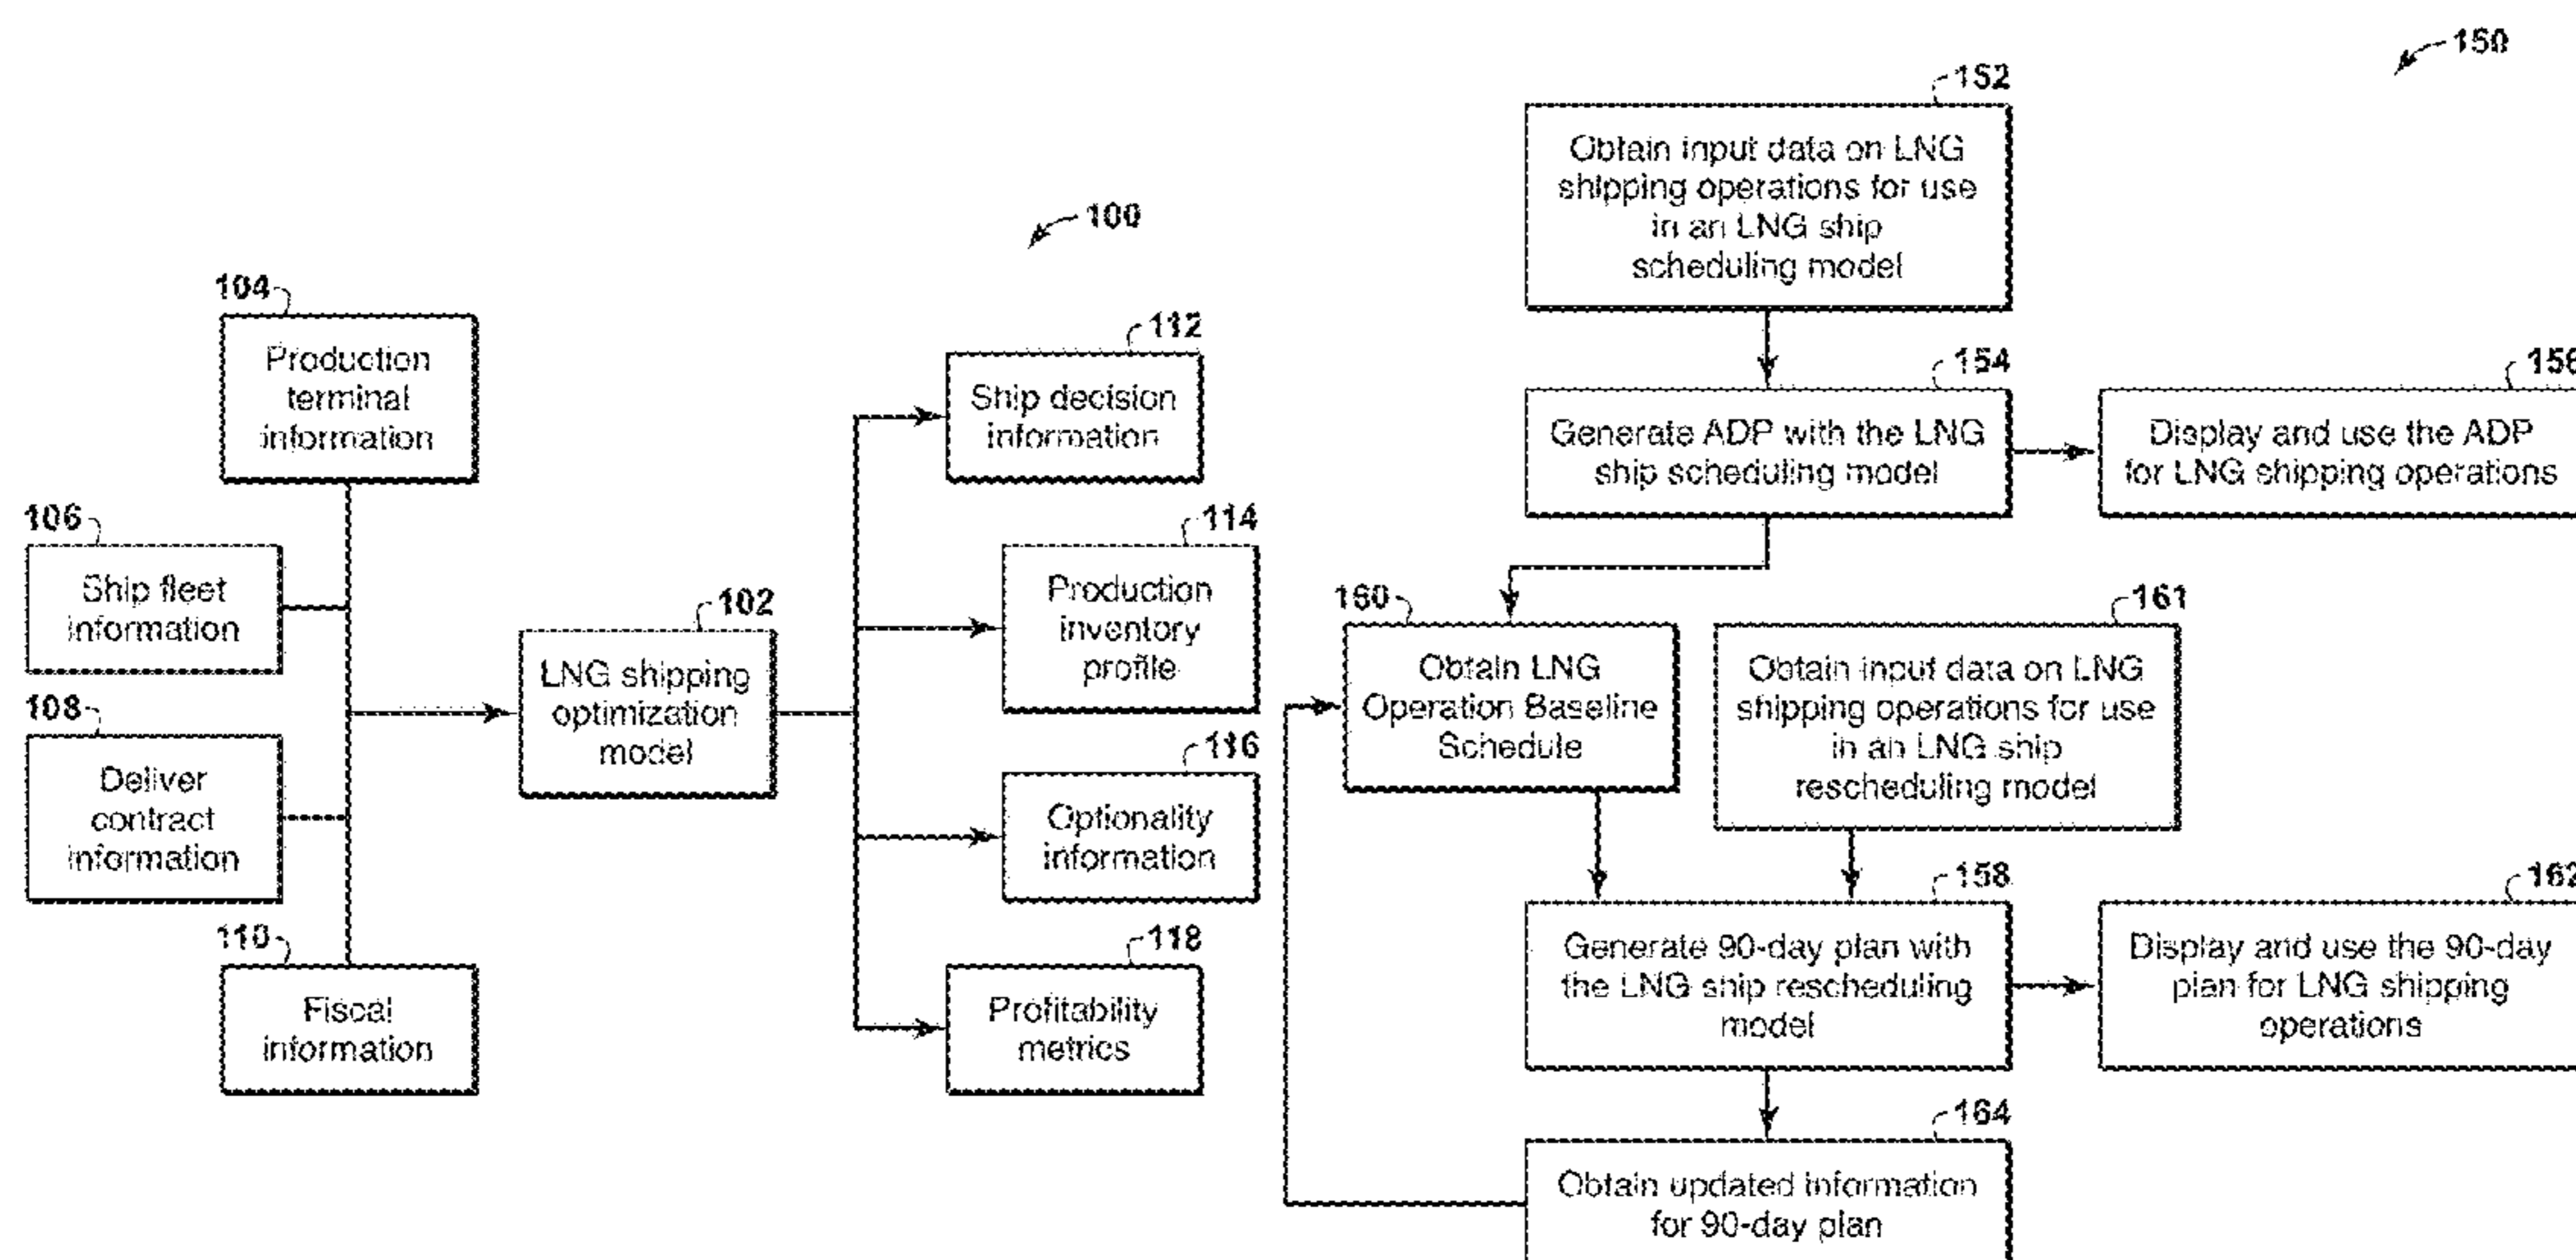 100
104
Production
terminal
information
106
Ship fleet
information
108
Deliver
contract
information
110
Fiscal
information
102
LNG shipping
optimization
model
112
Ship decision
information
114
Production
inventory
profile
116
Optionality
information
118
Profitability
metrics
150
152
Obtain input data on LNG
shipping operations for use
in an LNG ship
scheduling model
154
Generate ADP with the LNG
ship scheduling model
156
Display and use the ADP
for LNG shipping operations
160
Obtain LNG
Operation Baseline
Schedule
161
Obtain input data on LNG
shipping operations for use
in an LNG ship
rescheduling model
158
Generate 90-day plan with
the LNG ship rescheduling
model
162
Display and use the 90-day
plan for LNG shipping
operations
164
Obtain updated information
for 90-day plan